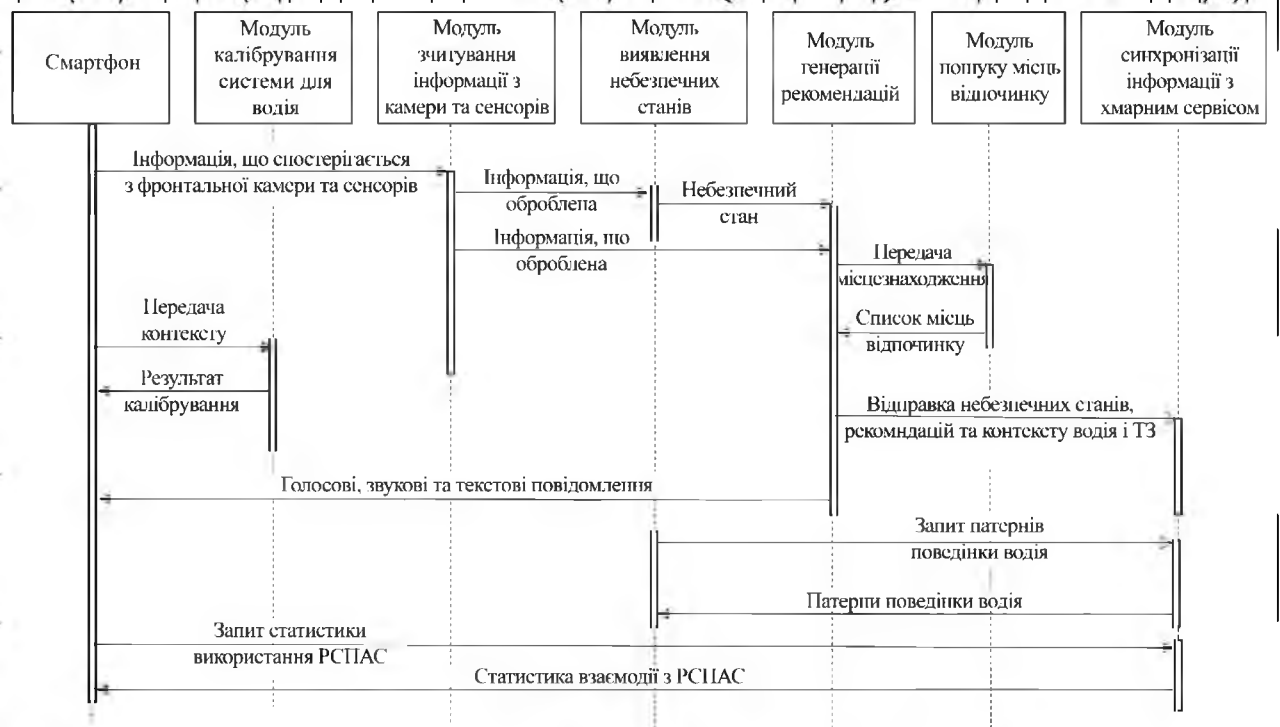 Смартфон
Модуль
калібрування
системи для
водія
Модуль
зчитування
інформації з
камери та сенсорів
Модуль
виявлення
небезпечних
станів
Модуль
генерації
рекомендацій
Модуль
пошуку місць
відпочинку
Модуль
синхронізації
інформації з
хмарним сервісом
Інформація, що спостерігається
з фронтальної камери та сенсорів
Інформація, що
оброблена
Небезпечний
стан
Інформація, що
оброблена
Передача
місцезнаходження
Передача
контексту
Список місць
відпочинку
Результат
калібрування
Відправка небезпечних станів,
рекомндацій та контексту водія і ТЗ
Голосові, звукові та текстові повідомлення
Запит патернів
поведінки водія
Патерни поведінки водія
Запит статистики
використання РСПАС
Статистика взаємодії з РСПАС